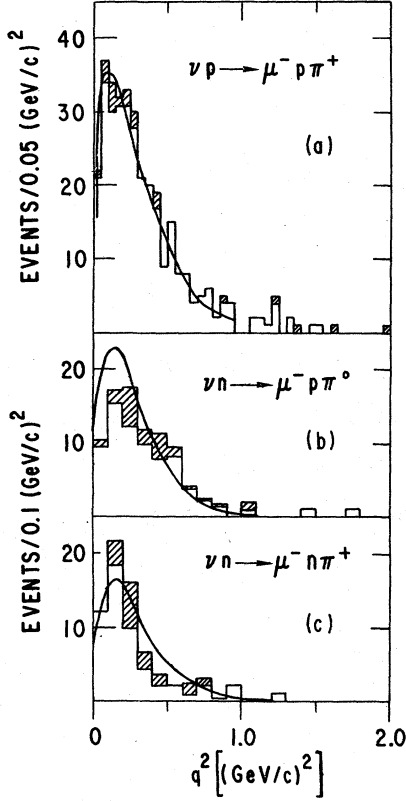 EVENTS/0.05 (GeV/c)²
40
30
20
10
νp → μ⁻pπ⁺
(a)
EVENTS/0.1 (GeV/c)²
20
10
νn → μ⁻pπ°
(b)
20
10
νn → μ⁻nπ⁺
(c)
0 1.0 2.0
q²[(GeV/c)²]